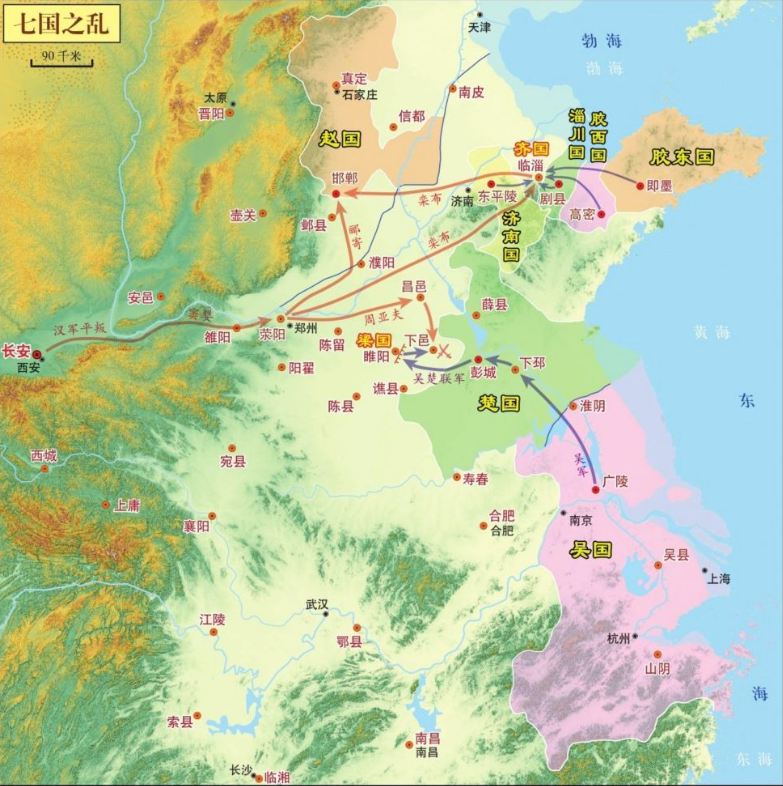 七国之乱
90 千米
天津
渤 海
渤 海
真定
石家庄
太原
晋阳
信都
南皮
赵国
淄川国
胶西国
齐国
临淄
胶东国
邯郸
栾布
济南
东平陵
剧县
即墨
高密
壶关
邺县
郦寄
栾布
济南国
濮阳
昌邑
薛县
安邑
汉军平叛
窦婴
雒阳
荥阳
郑州
周亚夫
陈留
梁国
睢阳
下邑
黄 海
长安
西安
阳翟
吴楚联军
彭城
下邳
陈县
谯县
楚国
淮阴
东
宛县
西城
寿春
吴军
广陵
上庸
襄阳
合肥
合肥
南京
吴国
吴县
上海
武汉
江陵
鄂县
杭州
山阴
海
索县
南昌
南昌
东 海
长沙
临湘